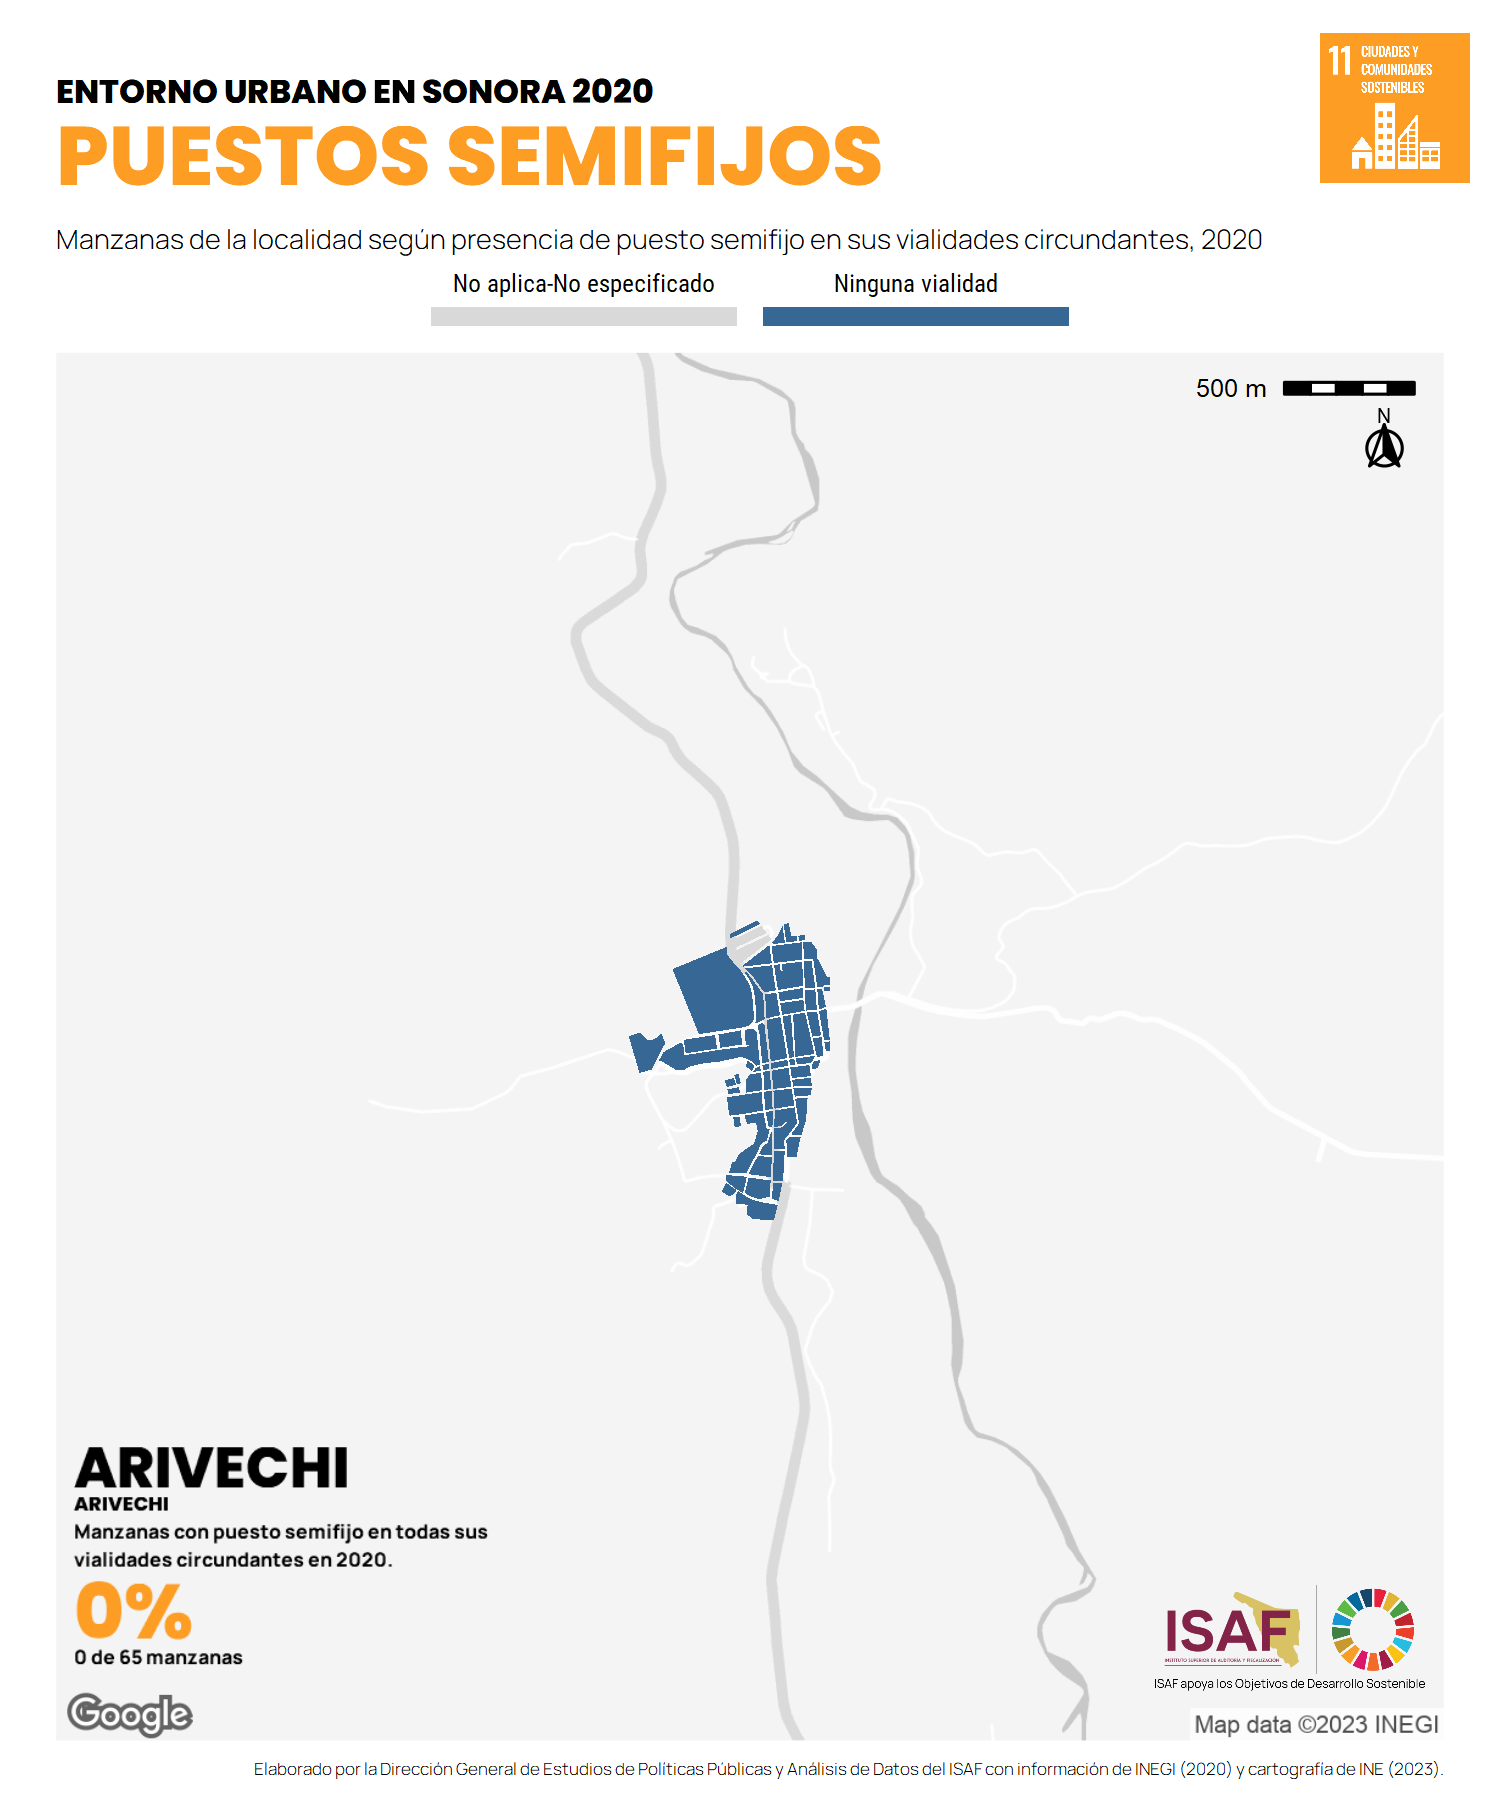 ENTORNO URBANO EN SONORA 2020
PUESTOS SEMIFIJOS
11 CIUDADES Y
COMUNIDADES
SOSTENIBLES
Manzanas de la localidad según presencia de puesto semifijo en sus vialidades circundantes, 2020
No aplica-No especificado
Ninguna vialidad
500 m
N
ARIVECHI
ARIVECHI
Manzanas con puesto semifijo en todas sus
vialidades circundantes en 2020.
0%
0 de 65 manzanas
Google
ISAF
INSTITUTO SUPERIOR DE AUDITORÍA Y FISCALIZACIÓN
ISAF apoya los Objetivos de Desarrollo Sostenible
Map data ©2023 INEGI
Elaborado por la Dirección General de Estudios de Políticas Públicas y Análisis de Datos del ISAF con información de INEGI (2020) y cartografía de INE (2023).